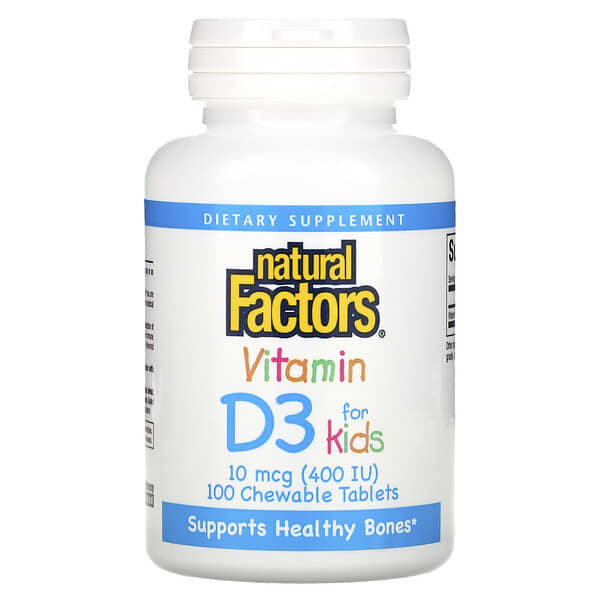 DIETARY SUPPLEMENT
natural
Factors®
Vitamin
D3 for kids
10 mcg (400 IU)
100 Chewable Tablets
Supports Healthy Bones*